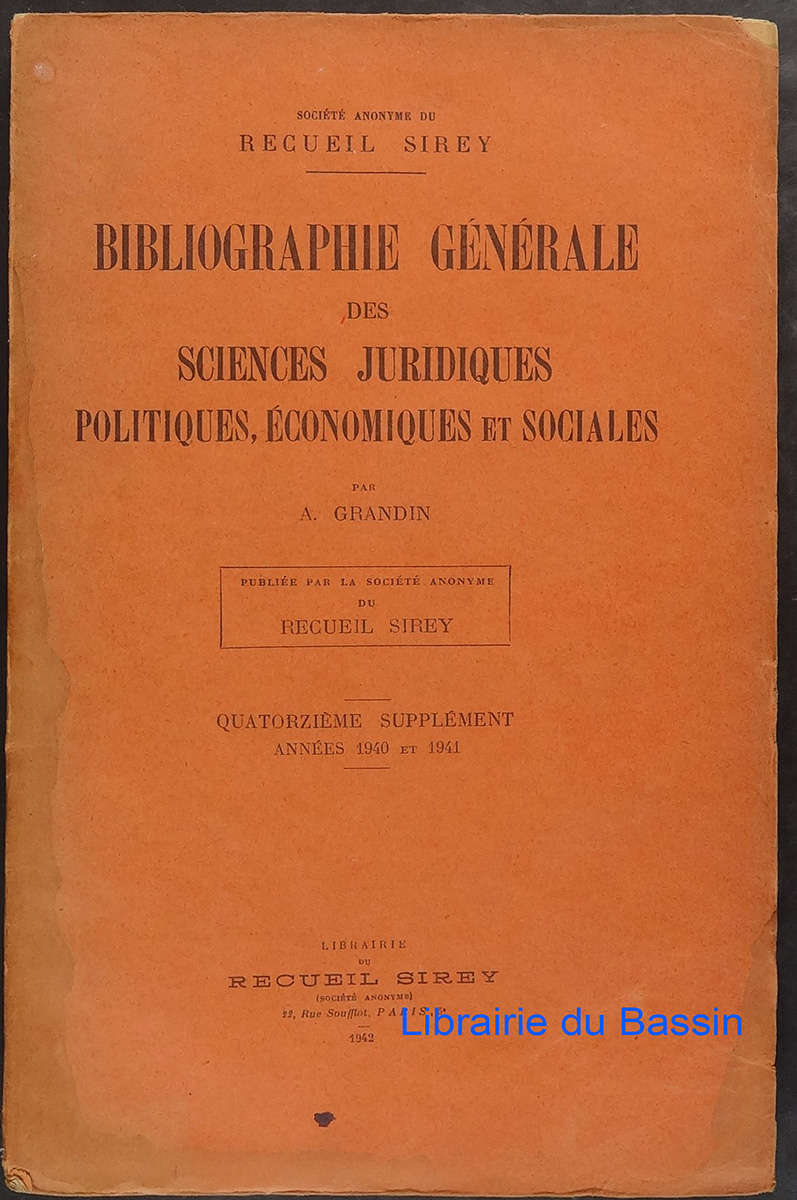 SOCIÉTÉ ANONYME DU
RECUEIL SIREY
BIBLIOGRAPHIE GÉNÉRALE
DES
SCIENCES JURIDIQUES
POLITIQUES, ÉCONOMIQUES ET SOCIALES
PAR
A. GRANDIN
PUBLIÉE PAR LA SOCIÉTÉ ANONYME
DU
RECUEIL SIREY
QUATORZIÈME SUPPLÉMENT
ANNÉES 1940 ET 1941
LIBRAIRIE
DU
RECUEIL SIREY
(SOCIÉTÉ ANONYME)
22, Rue Soufflot, PARIS, 5e
Librairie du Bassin
1942